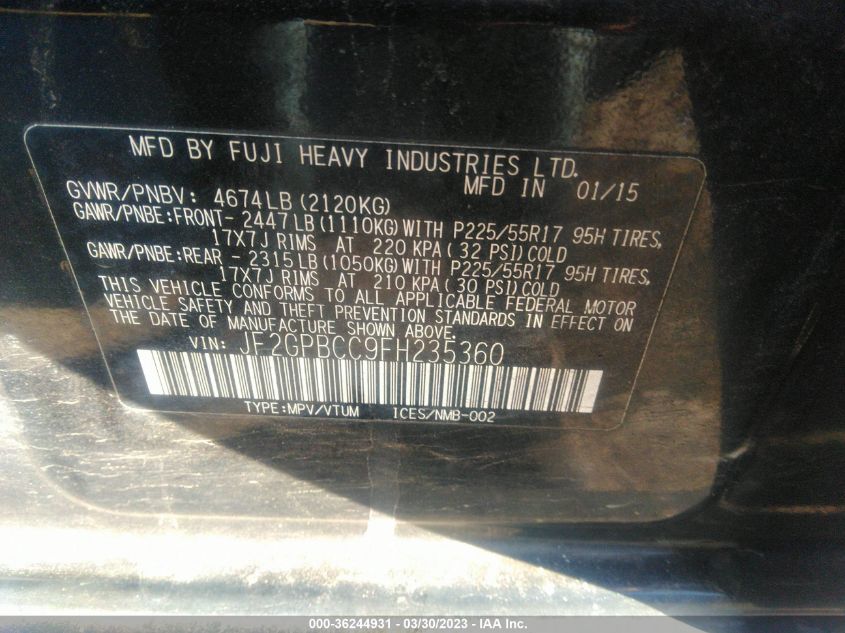 MFD BY FUJI HEAVY INDUSTRIES LTD.
MFD IN 01/15
GVWR/PNBV: 4674LB (2120KG)
GAWR/PNBE:FRONT- 2447LB(1110KG)WITH P225/55R17 95H TIRES,
17X7J RIMS AT 220 KPA(32 PSI)COLD
GAWR/PNBE:REAR - 2315LB(1050KG)WITH P225/55R17 95H TIRES,
17X7J RIMS AT 210 KPA(30 PSI)COLD
THIS VEHICLE CONFORMS TO ALL APPLICABLE FEDERAL MOTOR
VEHICLE SAFETY AND THEFT PREVENTION STANDARDS IN EFFECT ON
THE DATE OF MANUFACTURE SHOWN ABOVE.
VIN: JF2GPBCC9FH235360
TYPE:MPV/VTUM ICES/NMB-002
000-36244931 - 03/30/2023 - IAA Inc.